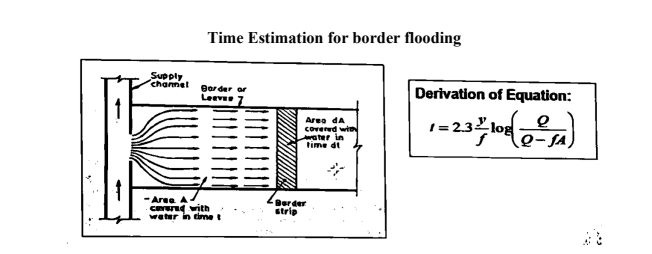 Time Estimation for border flooding
Supply
channel
Border or
Levees
Area dA
covered with
water in
time dt
Area A
covered with
water in time t
Border
strip
Derivation of Equation:
t = 2.3 y/f log(Q / (Q − fA))